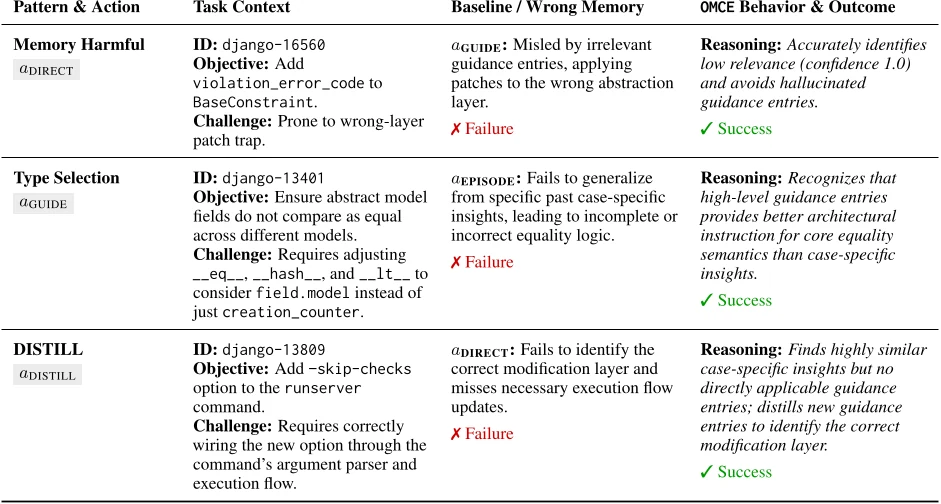 Pattern & Action Task Context Baseline / Wrong Memory OMCE Behavior & Outcome
Memory Harmful
aDIRECT
ID: django-16560
Objective: Add
violation_error_code to
BaseConstraint.
Challenge: Prone to wrong-layer
patch trap.
aGUIDE: Misled by irrelevant
guidance entries, applying
patches to the wrong abstraction
layer.
✗ Failure
Reasoning: Accurately identifies
low relevance (confidence 1.0)
and avoids hallucinated
guidance entries.
✓ Success
Type Selection
aGUIDE
ID: django-13401
Objective: Ensure abstract model
fields do not compare as equal
across different models.
Challenge: Requires adjusting
__eq__, __hash__, and __lt__ to
consider field.model instead of
just creation_counter.
aEPISODE: Fails to generalize
from specific past case-specific
insights, leading to incomplete or
incorrect equality logic.
✗ Failure
Reasoning: Recognizes that
high-level guidance entries
provides better architectural
instruction for core equality
semantics than case-specific
insights.
✓ Success
DISTILL
aDISTILL
ID: django-13809
Objective: Add –skip-checks
option to the runserver
command.
Challenge: Requires correctly
wiring the new option through the
command's argument parser and
execution flow.
aDIRECT: Fails to identify the
correct modification layer and
misses necessary execution flow
updates.
✗ Failure
Reasoning: Finds highly similar
case-specific insights but no
directly applicable guidance
entries; distills new guidance
entries to identify the correct
modification layer.
✓ Success